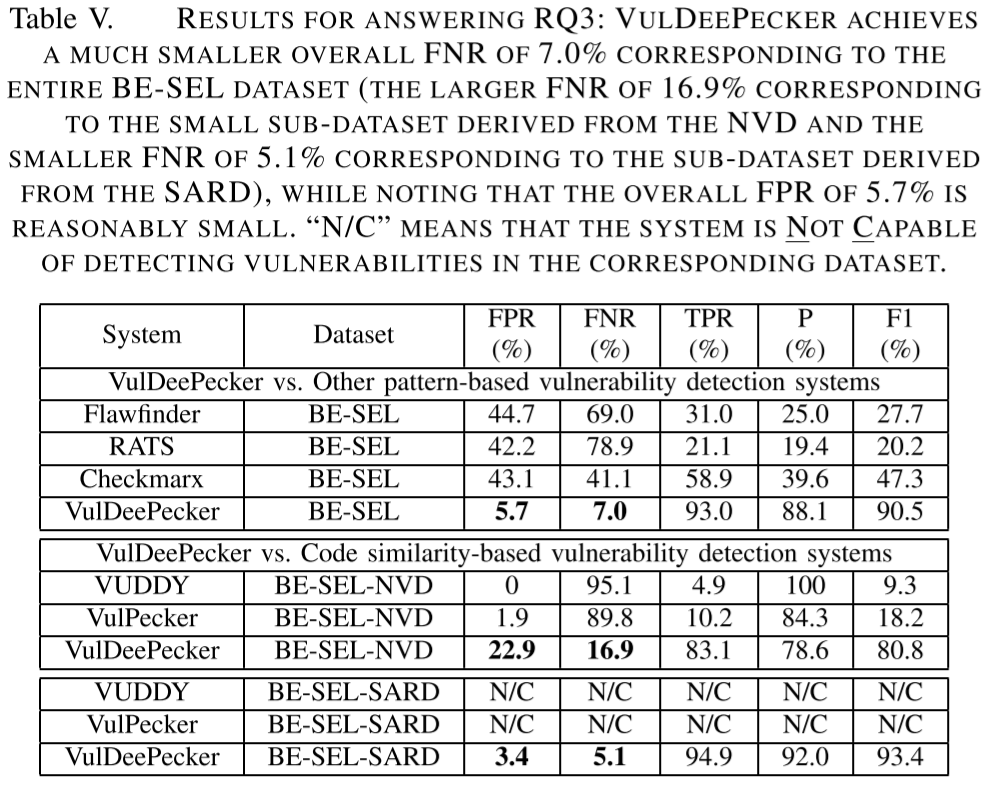 Table V. RESULTS FOR ANSWERING RQ3: VULDEEPECKER ACHIEVES
A MUCH SMALLER OVERALL FNR OF 7.0% CORRESPONDING TO THE
ENTIRE BE-SEL DATASET (THE LARGER FNR OF 16.9% CORRESPONDING
TO THE SMALL SUB-DATASET DERIVED FROM THE NVD AND THE
SMALLER FNR OF 5.1% CORRESPONDING TO THE SUB-DATASET DERIVED
FROM THE SARD), WHILE NOTING THAT THE OVERALL FPR OF 5.7% IS
REASONABLY SMALL. “N/C” MEANS THAT THE SYSTEM IS NOT CAPABLE
OF DETECTING VULNERABILITIES IN THE CORRESPONDING DATASET.
System Dataset FPR (%) FNR (%) TPR (%) P (%) F1 (%)
VulDeePecker vs. Other pattern-based vulnerability detection systems
Flawfinder BE-SEL 44.7 69.0 31.0 25.0 27.7
RATS BE-SEL 42.2 78.9 21.1 19.4 20.2
Checkmarx BE-SEL 43.1 41.1 58.9 39.6 47.3
VulDeePecker BE-SEL 5.7 7.0 93.0 88.1 90.5
VulDeePecker vs. Code similarity-based vulnerability detection systems
VUDDY BE-SEL-NVD 0 95.1 4.9 100 9.3
VulPecker BE-SEL-NVD 1.9 89.8 10.2 84.3 18.2
VulDeePecker BE-SEL-NVD 22.9 16.9 83.1 78.6 80.8
VUDDY BE-SEL-SARD N/C N/C N/C N/C N/C
VulPecker BE-SEL-SARD N/C N/C N/C N/C N/C
VulDeePecker BE-SEL-SARD 3.4 5.1 94.9 92.0 93.4